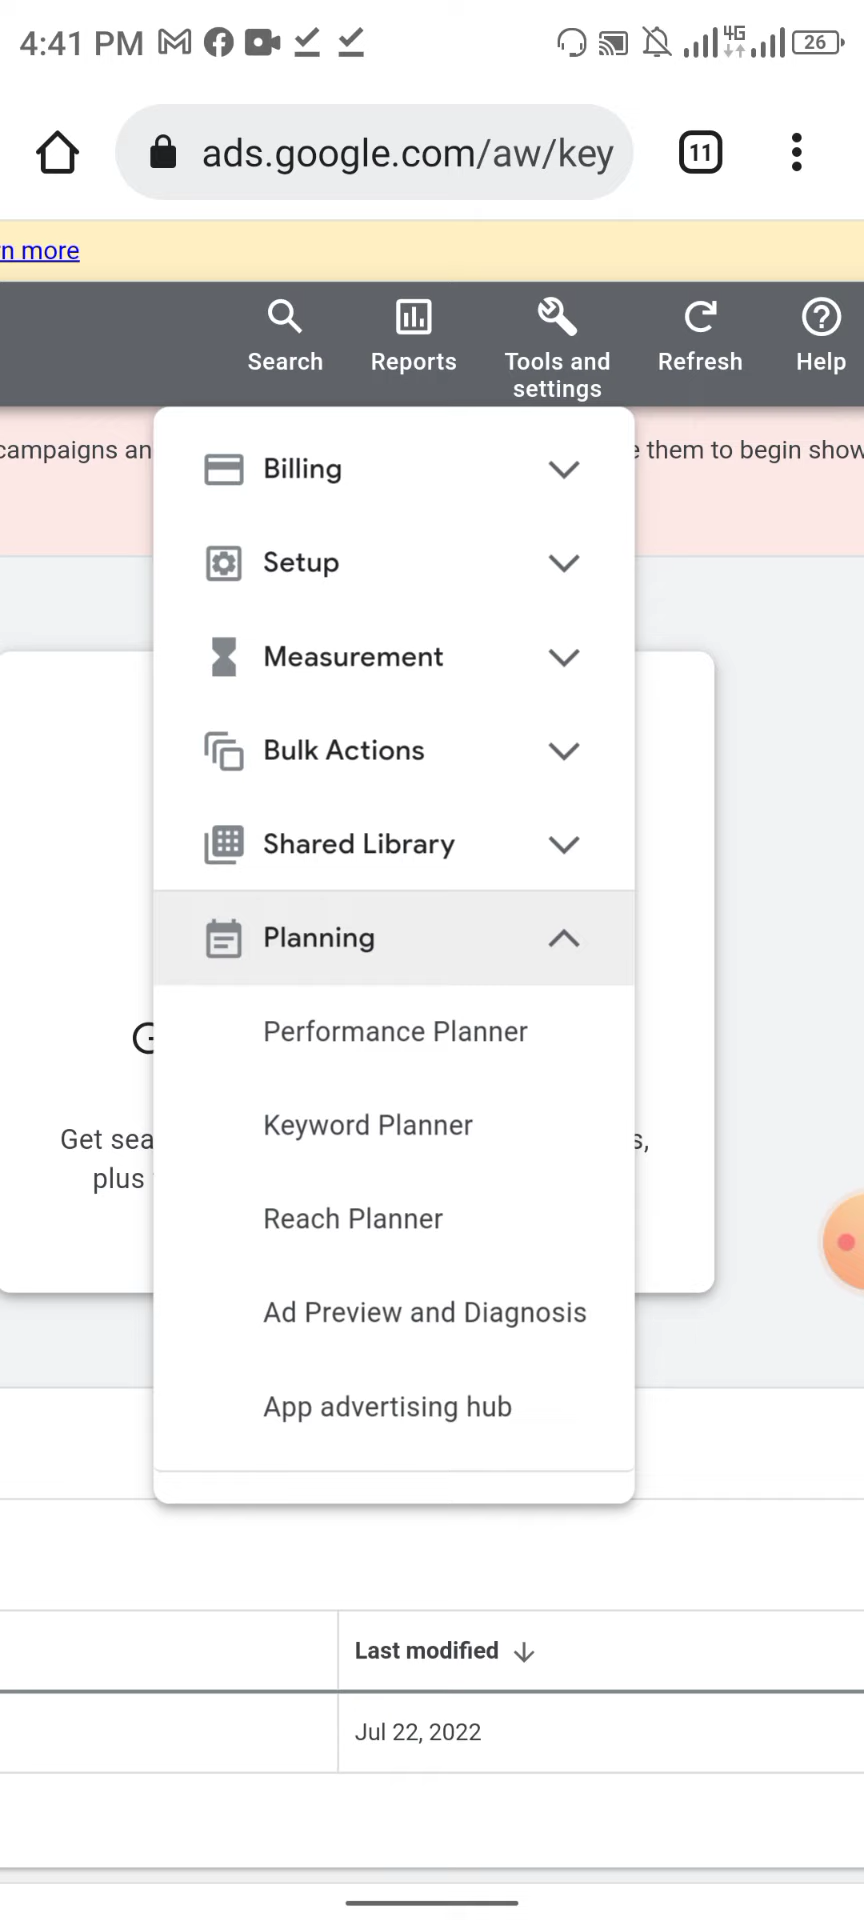 4:41 PM
4G
26
ads.google.com/aw/key
11
n more
Search
Reports
Tools and
settings
Refresh
Help
campaigns an
e them to begin show
Billing
Setup
Measurement
Bulk Actions
Shared Library
Planning
Performance Planner
Keyword Planner
Get sea
s,
plus
Reach Planner
Ad Preview and Diagnosis
App advertising hub
Last modified
Jul 22, 2022